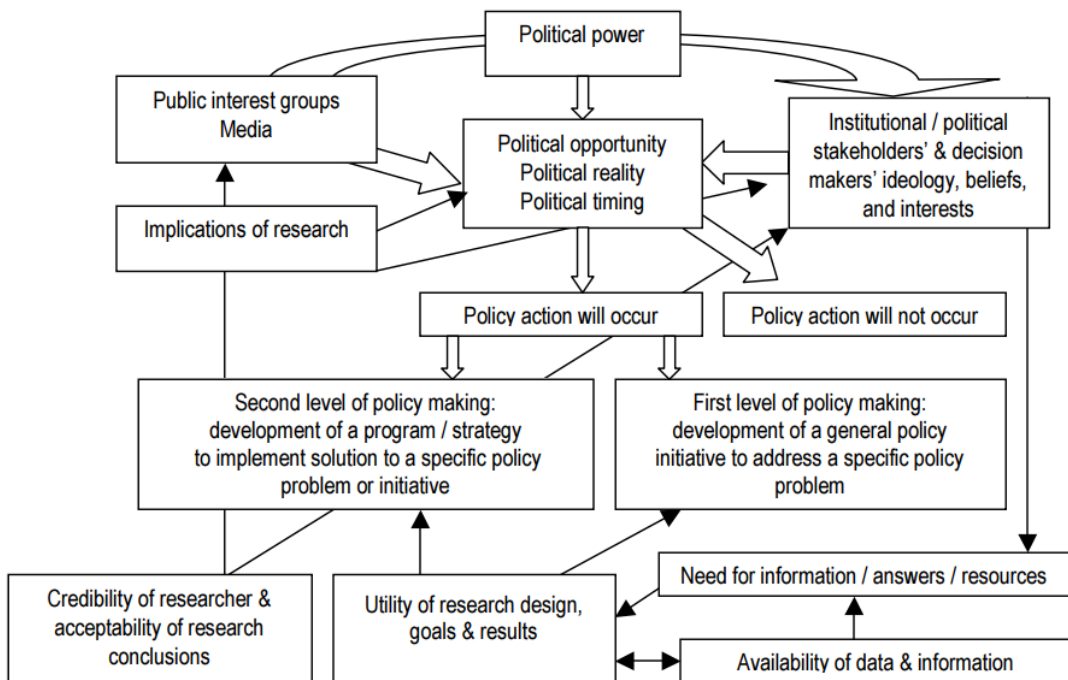 Political power
Public interest groups
Media
Political opportunity
Political reality
Political timing
Institutional / political
stakeholders’ & decision
makers’ ideology, beliefs,
and interests
Implications of research
Policy action will occur
Policy action will not occur
Second level of policy making:
development of a program / strategy
to implement solution to a specific policy
problem or initiative
First level of policy making:
development of a general policy
initiative to address a specific policy
problem
Credibility of researcher &
acceptability of research
conclusions
Utility of research design,
goals & results
Need for information / answers / resources
Availability of data & information